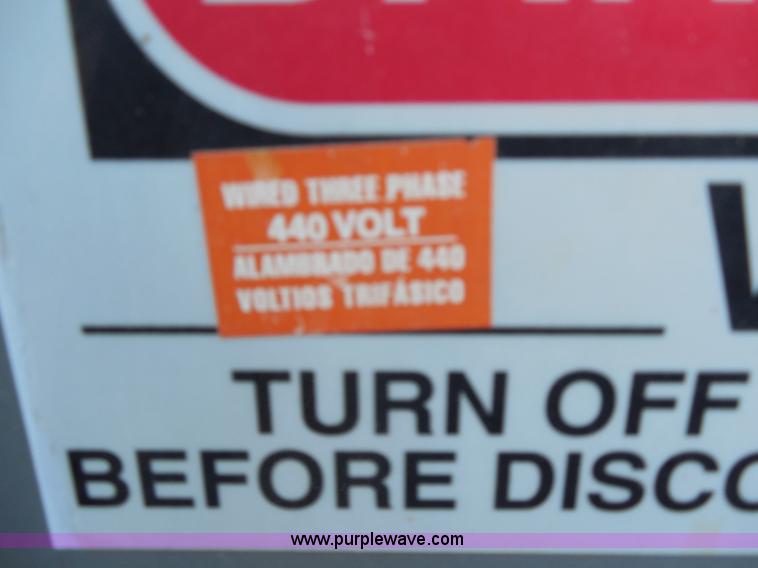 WIRED THREE PHASE
440 VOLT
ALAMBRADO DE 440
VOLTIOS TRIFÁSICO
TURN OFF
BEFORE DISCO
www.purplewave.com